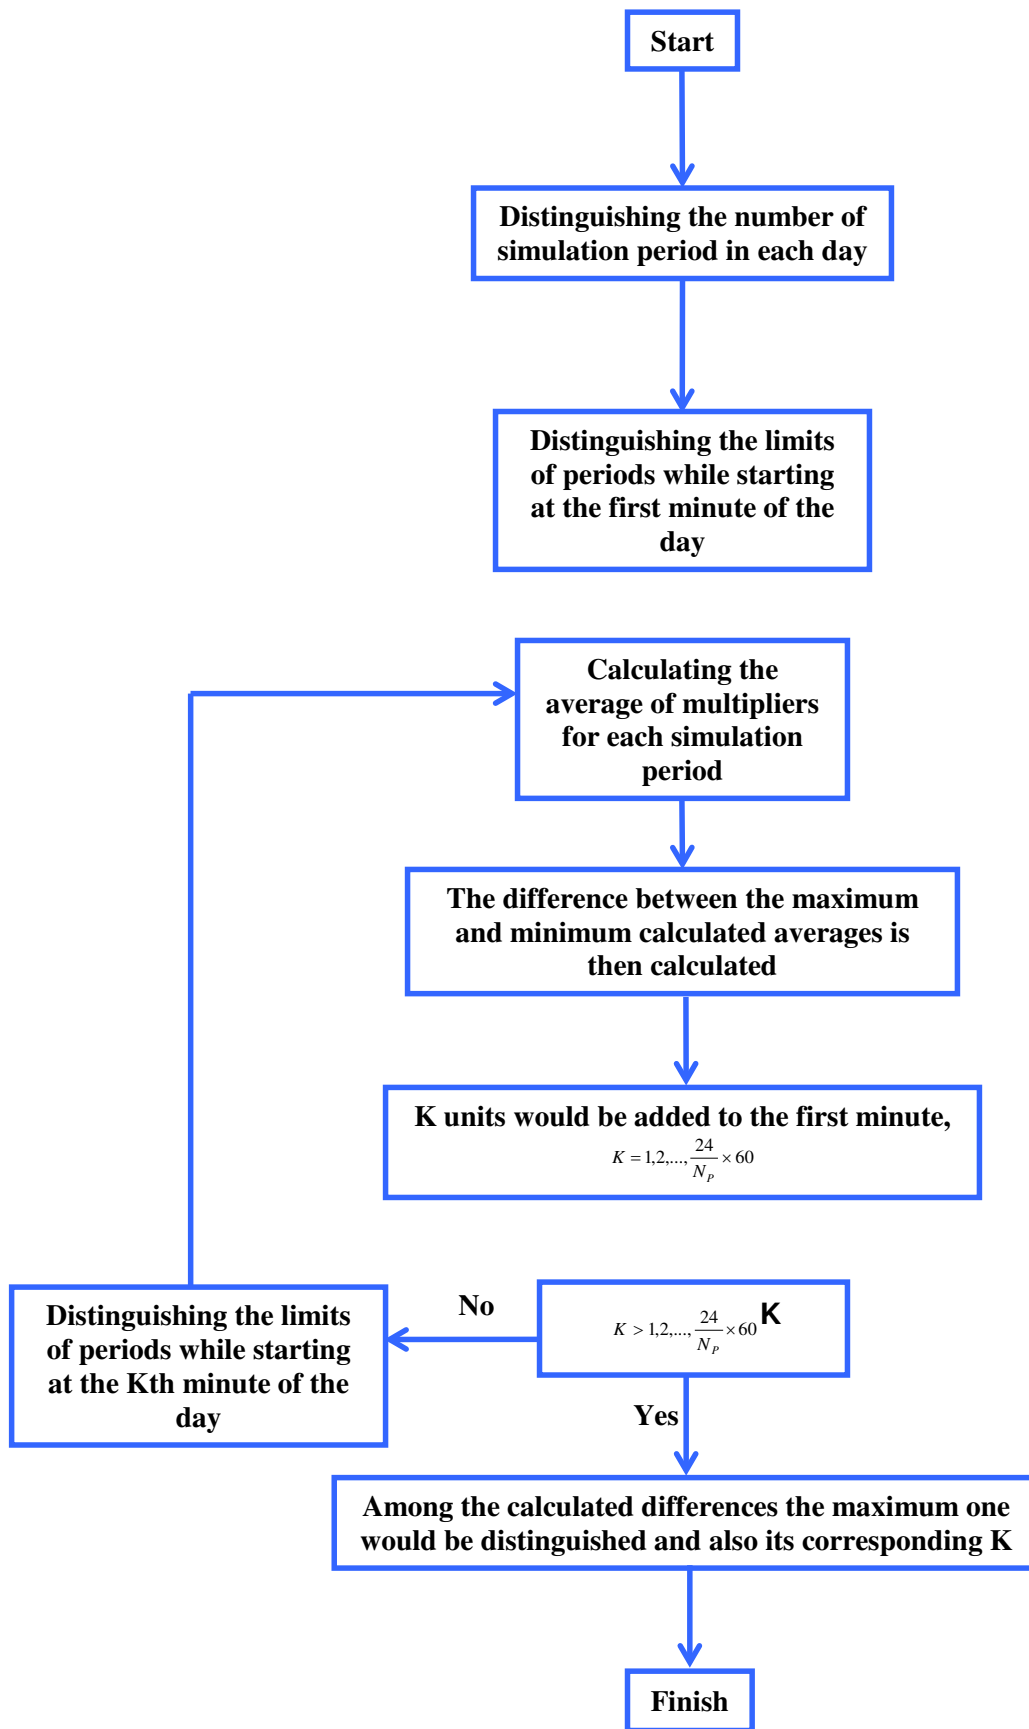 Start
Distinguishing the number of
simulation period in each day
Distinguishing the limits
of periods while starting
at the first minute of the
day
Calculating the
average of multipliers
for each simulation
period
The difference between the maximum
and minimum calculated averages is
then calculated
K units would be added to the first minute,
K = 1,2,..., \frac{24}{N_P} × 60
No
K > 1,2,..., \frac{24}{N_P} × 60 K
Distinguishing the limits
of periods while starting
at the Kth minute of the
day
Yes
Among the calculated differences the maximum one
would be distinguished and also its corresponding K
Finish